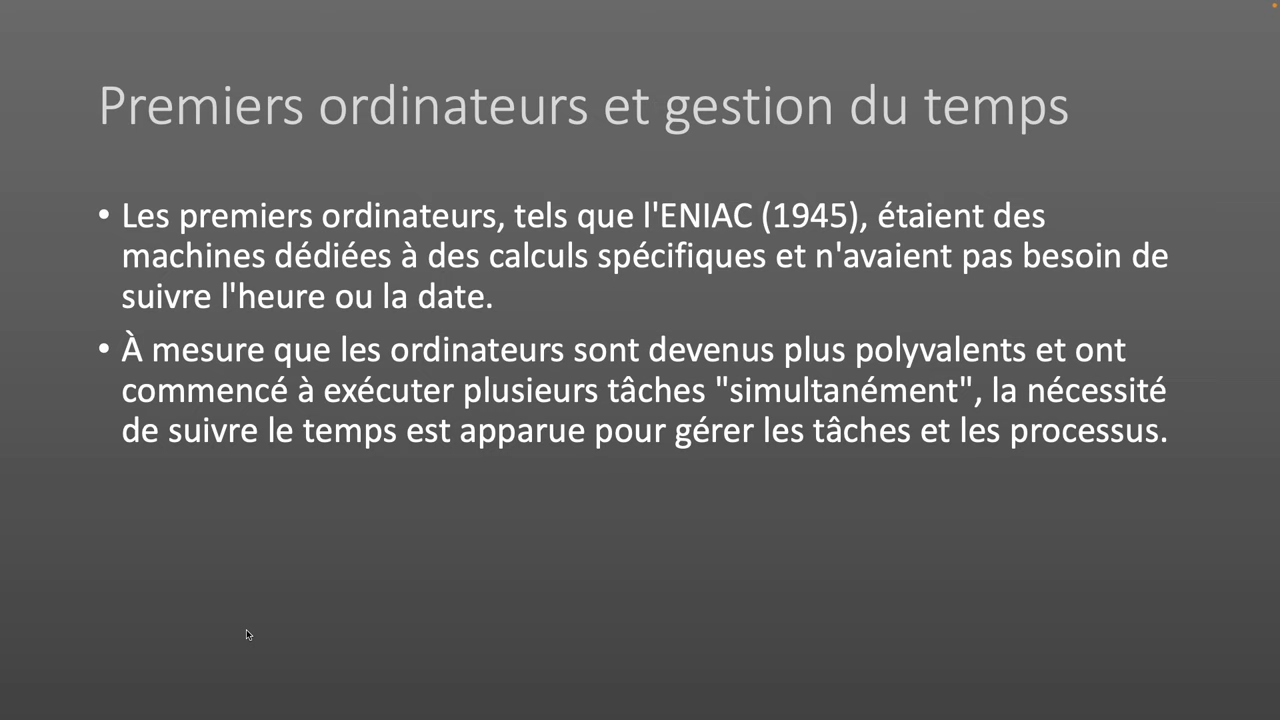 Premiers ordinateurs et gestion du temps
• Les premiers ordinateurs, tels que l'ENIAC (1945), étaient des
machines dédiées à des calculs spécifiques et n'avaient pas besoin de
suivre l'heure ou la date.
• À mesure que les ordinateurs sont devenus plus polyvalents et ont
commencé à exécuter plusieurs tâches "simultanément", la nécessité
de suivre le temps est apparue pour gérer les tâches et les processus.